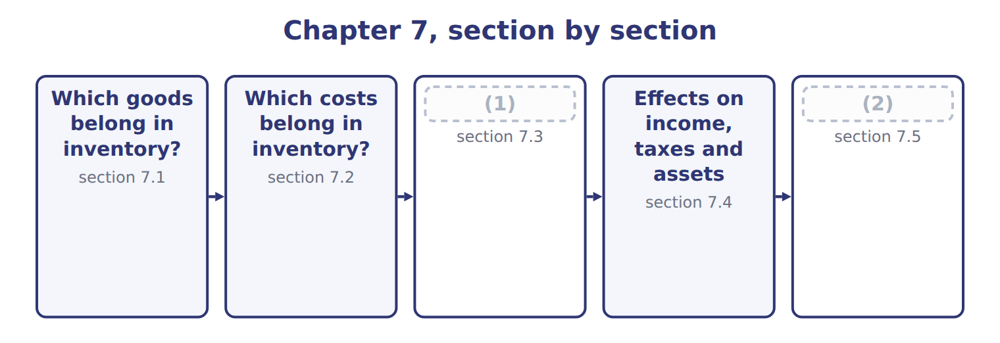 Chapter 7, section by section
Which goods
belong in
inventory?
section 7.1
Which costs
belong in
inventory?
section 7.2
(1)
section 7.3
Effects on
income,
taxes and
assets
section 7.4
(2)
section 7.5